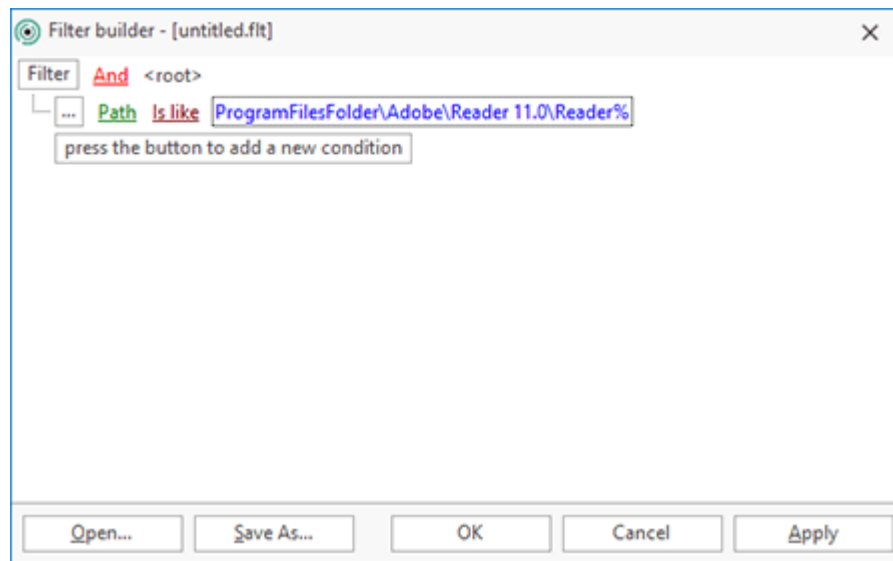 Filter builder - [untitled.flt]
Filter And <root>
... Path Is like ProgramFilesFolder\Adobe\Reader 11.0\Reader%
press the button to add a new condition
Open... Save As... OK Cancel Apply